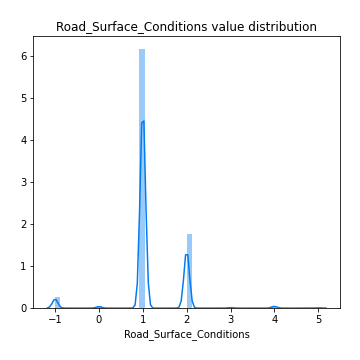 Road_Surface_Conditions value distribution
6
5
4
3
2
1
0
−1 0 1 2 3 4 5
Road_Surface_Conditions